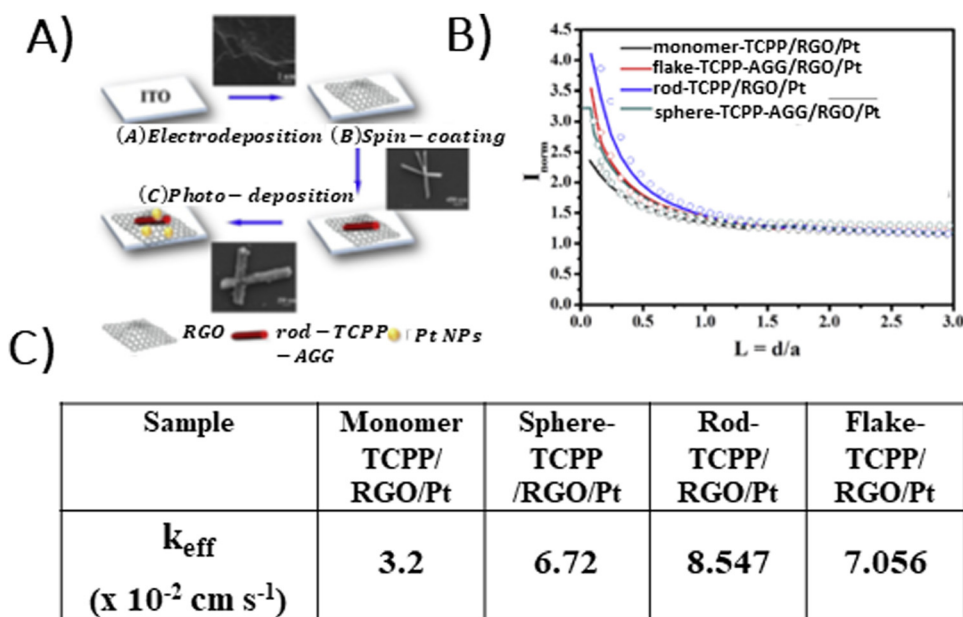 A)
ITO
(A)Electrodeposition (B)Spin-coating
(C)Photo-deposition
RGO rod-TCPP Pt NPs
-AGG
B)
4.5
4.0
3.5
3.0
2.5
2.0
1.5
1.0
0.5
0.0
I norm
monomer-TCPP/RGO/Pt
flake-TCPP-AGG/RGO/Pt
rod-TCPP/RGO/Pt
sphere-TCPP-AGG/RGO/Pt
0.0 0.5 1.0 1.5 2.0 2.5 3.0
L = d/a
C)
Sample Monomer Sphere- Rod- Flake-
TCPP/ TCPP TCPP/ TCPP/
RGO/Pt /RGO/Pt RGO/Pt RGO/Pt
keff 3.2 6.72 8.547 7.056
(x 10-2 cm s-1)